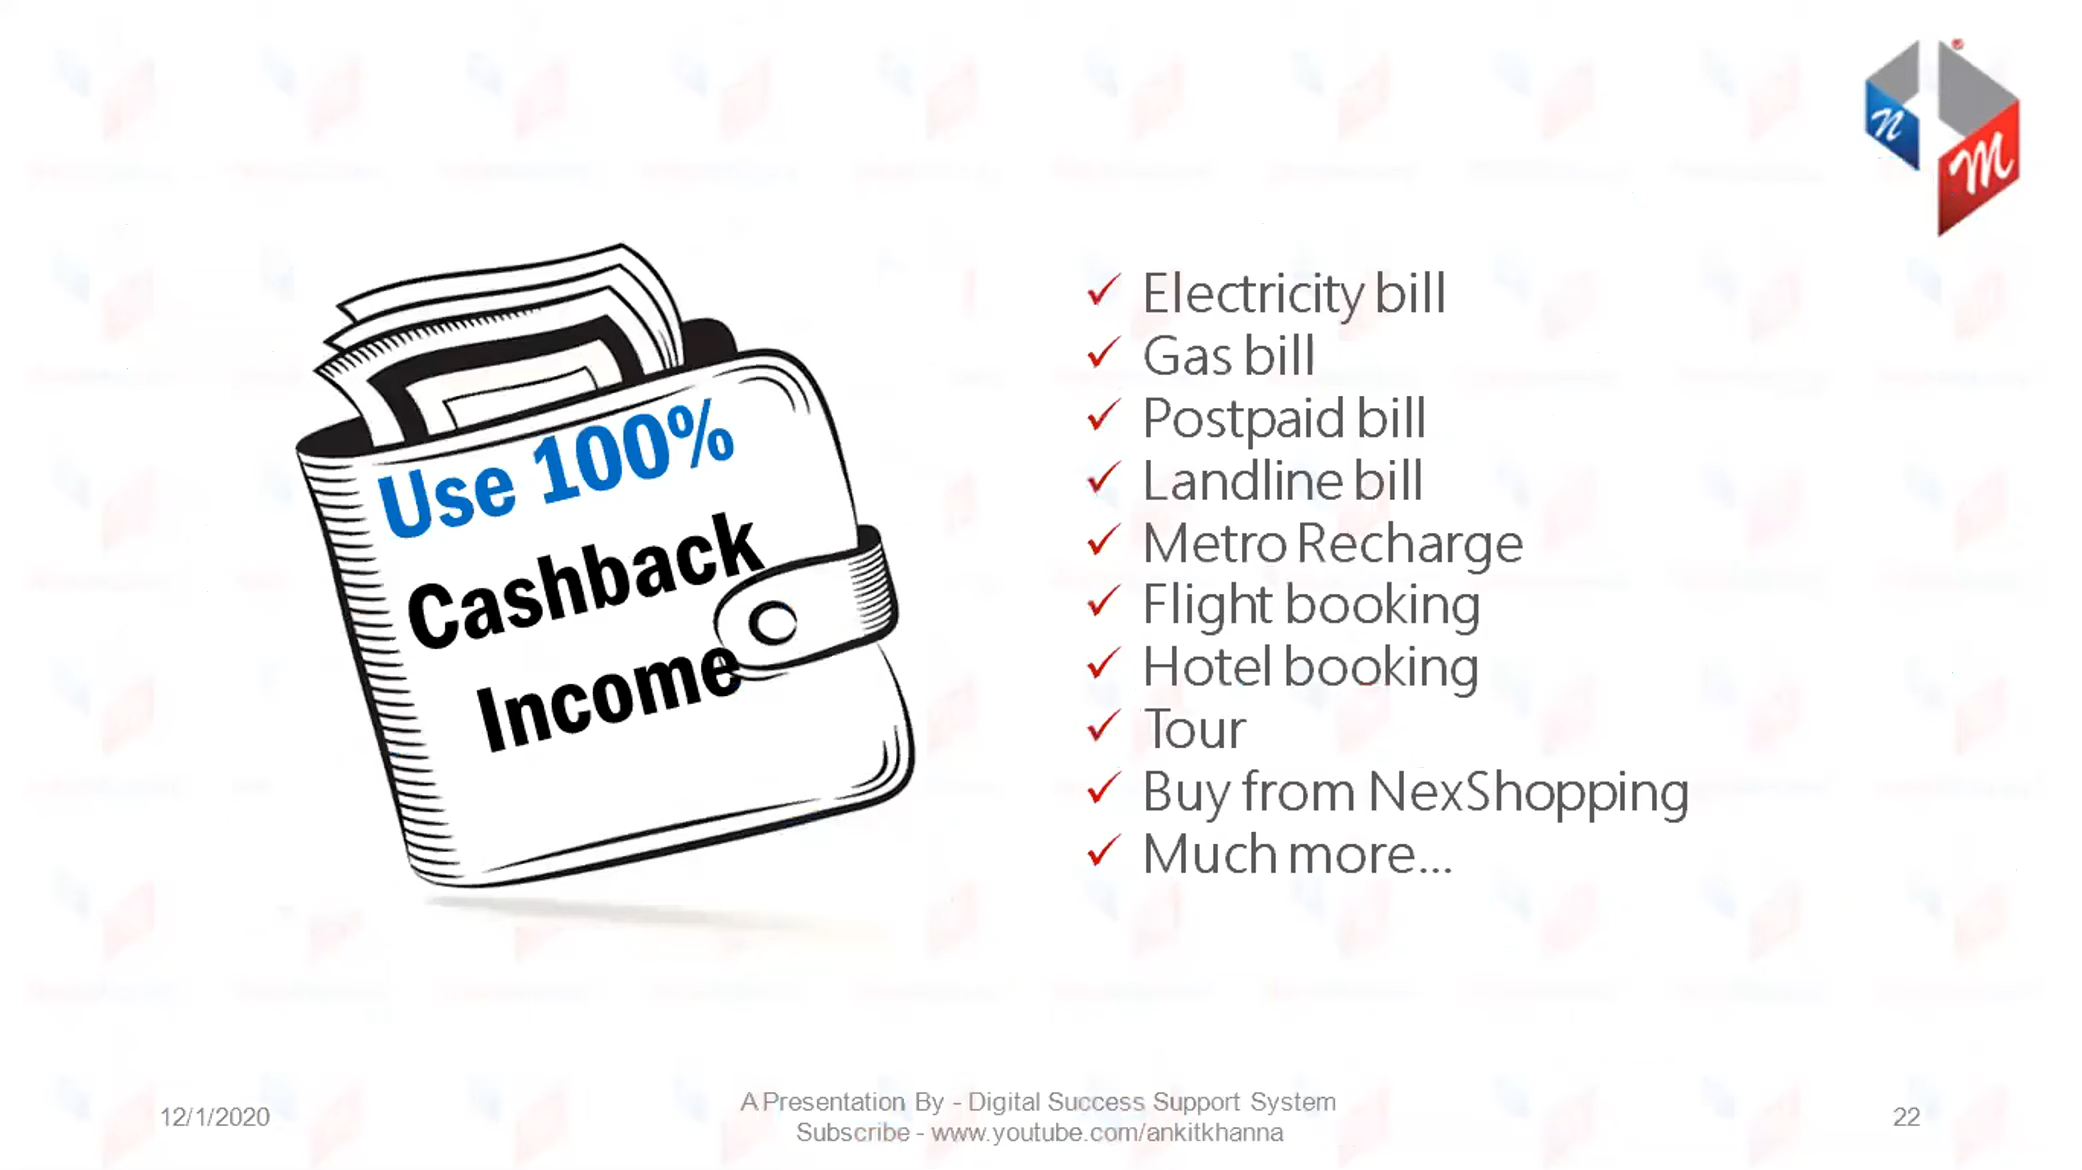 n
M
Use 100%
Cashback
Income
Electricity bill
Gas bill
Postpaid bill
Landline bill
Metro Recharge
Flight booking
Hotel booking
Tour
Buy from NexShopping
Much more...
12/1/2020
A Presentation By - Digital Success Support System
Subscribe - www.youtube.com/ankitkhanna
22